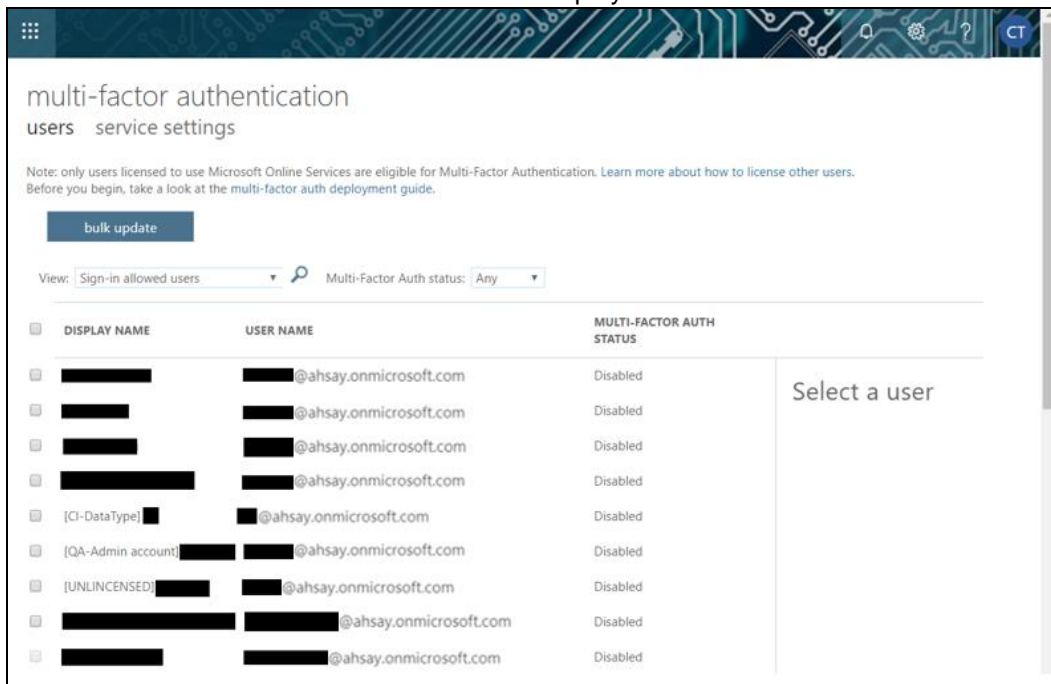 play
CT
multi-factor authentication
users service settings
Note: only users licensed to use Microsoft Online Services are eligible for Multi-Factor Authentication. Learn more about how to license other users.
Before you begin, take a look at the multi-factor auth deployment guide.
bulk update
View: Sign-in allowed users Multi-Factor Auth status: Any
DISPLAY NAME USER NAME MULTI-FACTOR AUTH
STATUS
@ahsay.onmicrosoft.com Disabled
Select a user
@ahsay.onmicrosoft.com Disabled
@ahsay.onmicrosoft.com Disabled
@ahsay.onmicrosoft.com Disabled
[CI-DataType] @ahsay.onmicrosoft.com Disabled
[QA-Admin account] @ahsay.onmicrosoft.com Disabled
[UNLINCENSED] @ahsay.onmicrosoft.com Disabled
@ahsay.onmicrosoft.com Disabled
@ahsay.onmicrosoft.com Disabled